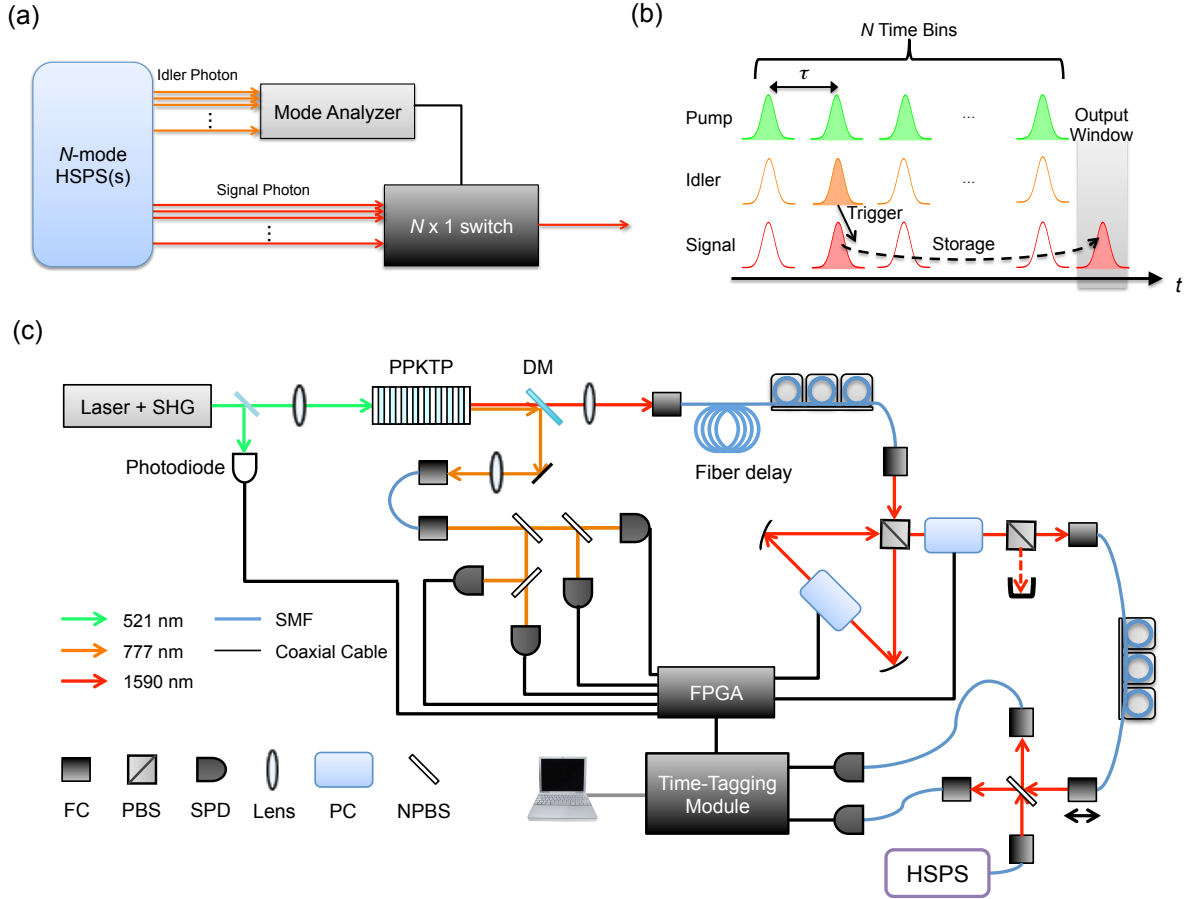 (a)
Idler Photon
Mode Analyzer
N-mode
HSPS(s)
Signal Photon
N x 1 switch
(b)
N Time Bins
τ
Pump
...
Output
Window
Idler
...
Trigger
Signal
Storage
t
(c)
PPKTP
DM
Laser + SHG
Photodiode
Fiber delay
521 nm
SMF
777 nm
Coaxial Cable
1590 nm
FPGA
Time-Tagging
Module
FC
PBS
SPD
Lens
PC
NPBS
HSPS